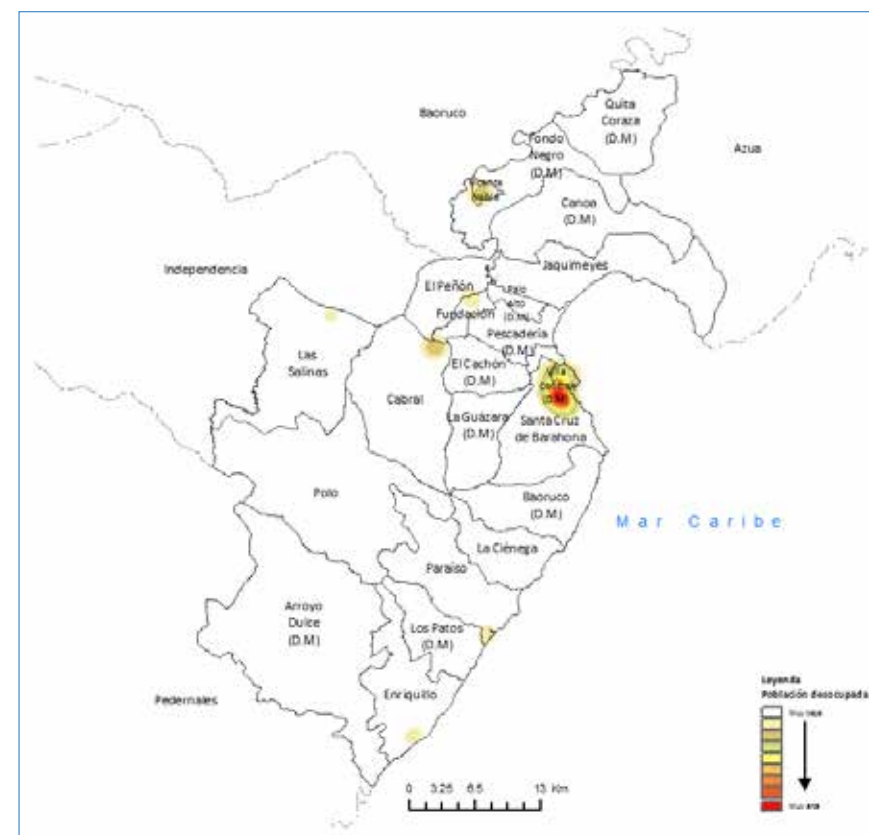 Quita
Coraza
(D.M)
Baoruco
Fondo
Negro
(D.M)
Azua
Canoa
(D.M)
Independencia
Jaquimeyes
El Peñón
(D.M)
Fundación
Pescadería
(D.M)
Las
Salinas
El Cachón
(D.M)
Cabral
(D.M)
La Guázara
(D.M)
Santa Cruz
de Barahona
Polo
Baoruco
(D.M)
Mar Caribe
La Ciénega
Paraíso
Arroyo
Dulce
(D.M)
Los Patos
(D.M)
Pedernales
Enriquillo
Leyenda
Población desocupada
0 3.25 6.5 13 Km